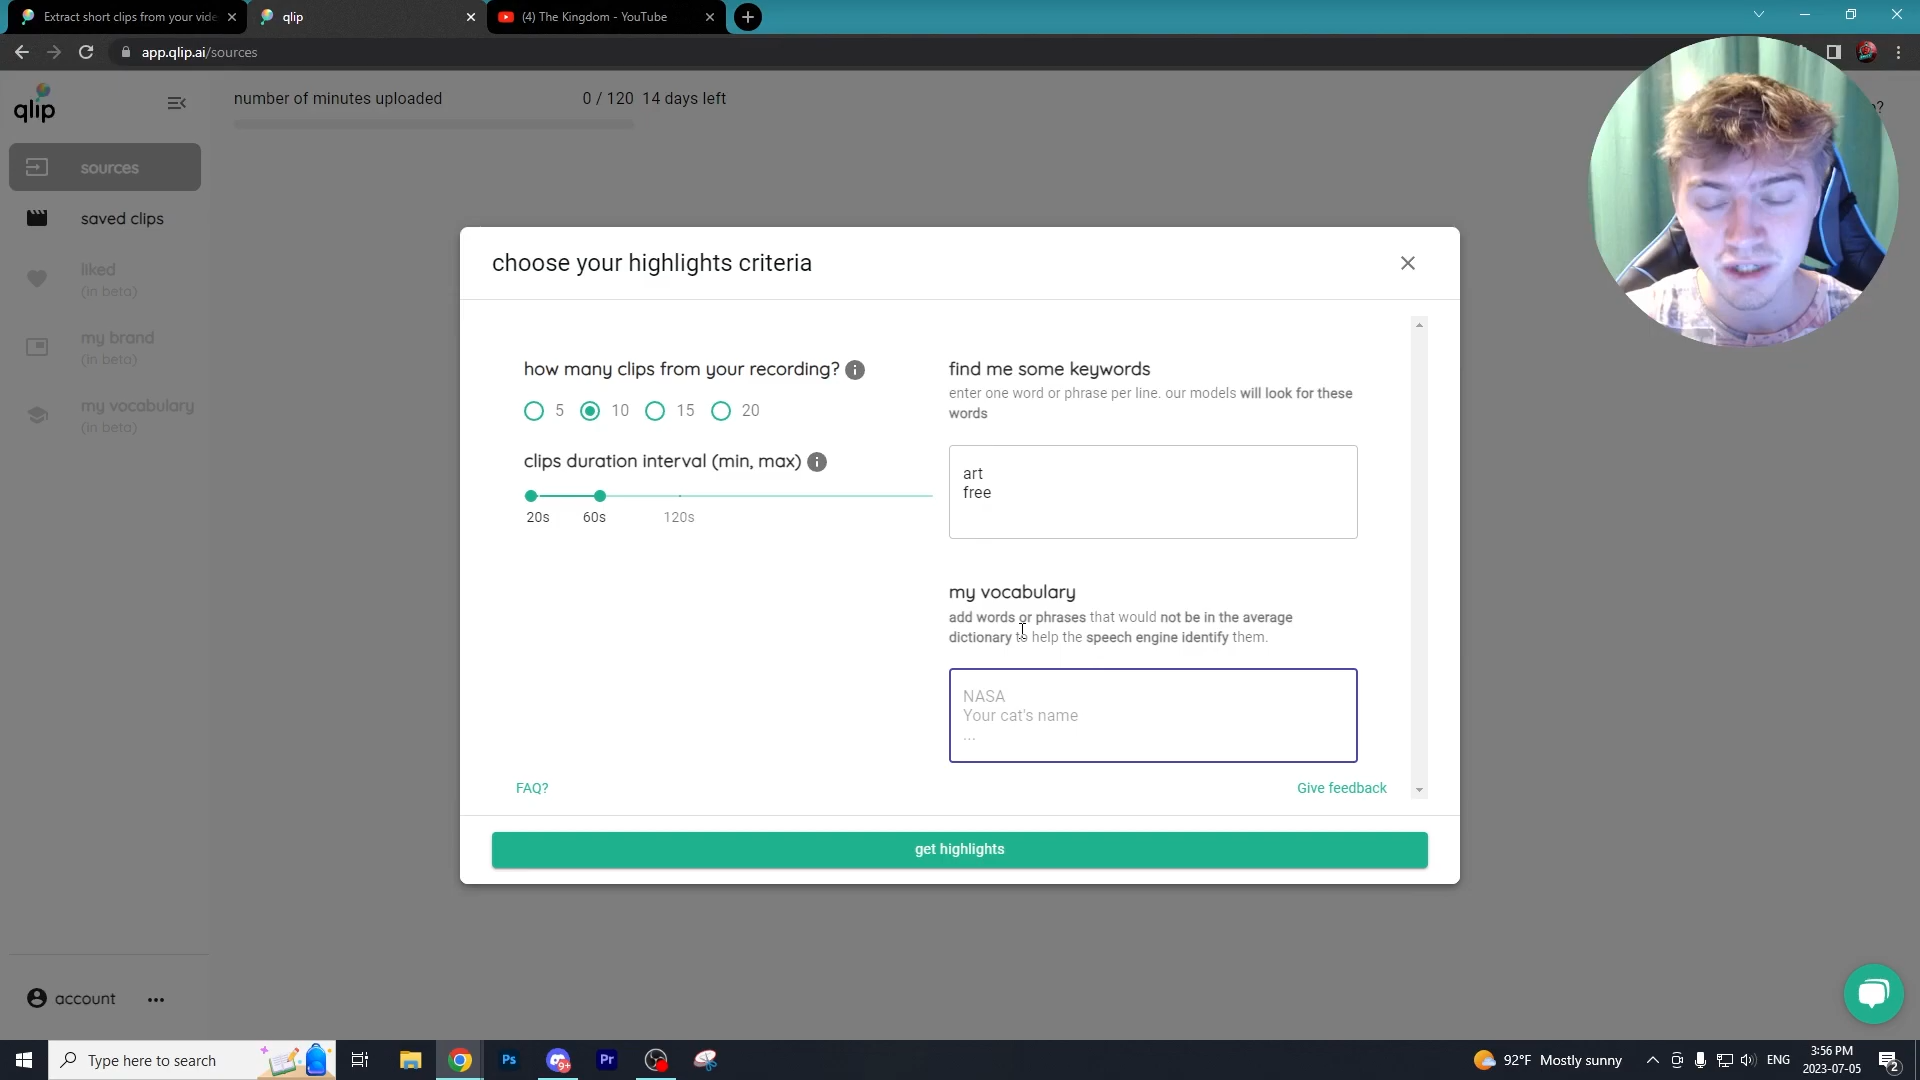 Extract short clips from your vide
qlip
(4) The Kingdom - YouTube
app.qlip.ai/sources
qlip
number of minutes uploaded
0 / 120 14 days left
sources
saved clips
liked
(in beta)
my brand
(in beta)
my vocabulary
(in beta)
account
choose your highlights criteria
how many clips from your recording?
5 10 15 20
clips duration interval (min, max)
20s 60s 120s
find me some keywords
enter one word or phrase per line. our models will look for these
words
art
free
my vocabulary
add words or phrases that would not be in the average
dictionary to help the speech engine identify them.
NASA
Your cat's name
...
FAQ?
Give feedback
get highlights
Type here to search
Ps
9+
Pr
92°F Mostly sunny
ENG
3:56 PM
2023-07-05
2